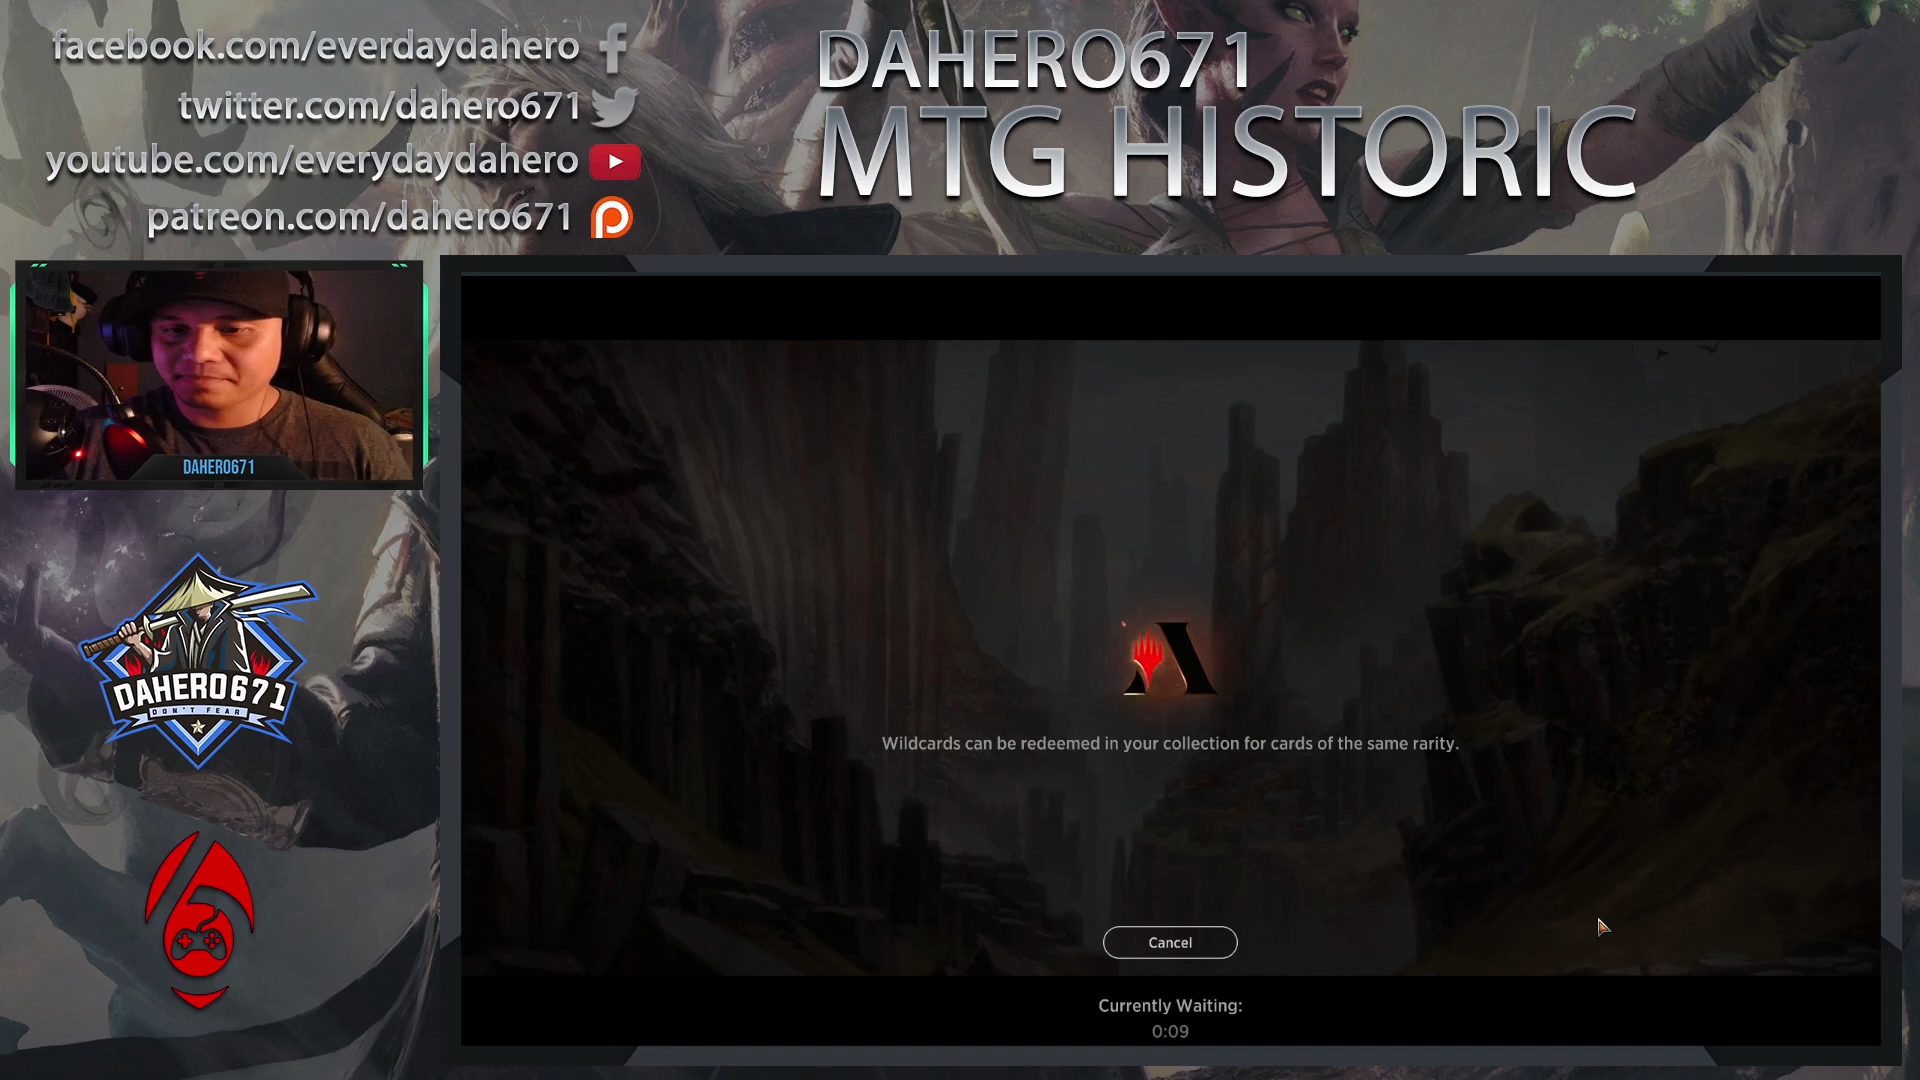 facebook.com/everdaydahero
twitter.com/dahero671
youtube.com/everydaydahero
patreon.com/dahero671
DAHERO671
MTG HISTORIC
DAHERO671
DAHERO671
DON'T FEAR
Wildcards can be redeemed in your collection for cards of the same rarity.
Cancel
Currently Waiting:
0:09